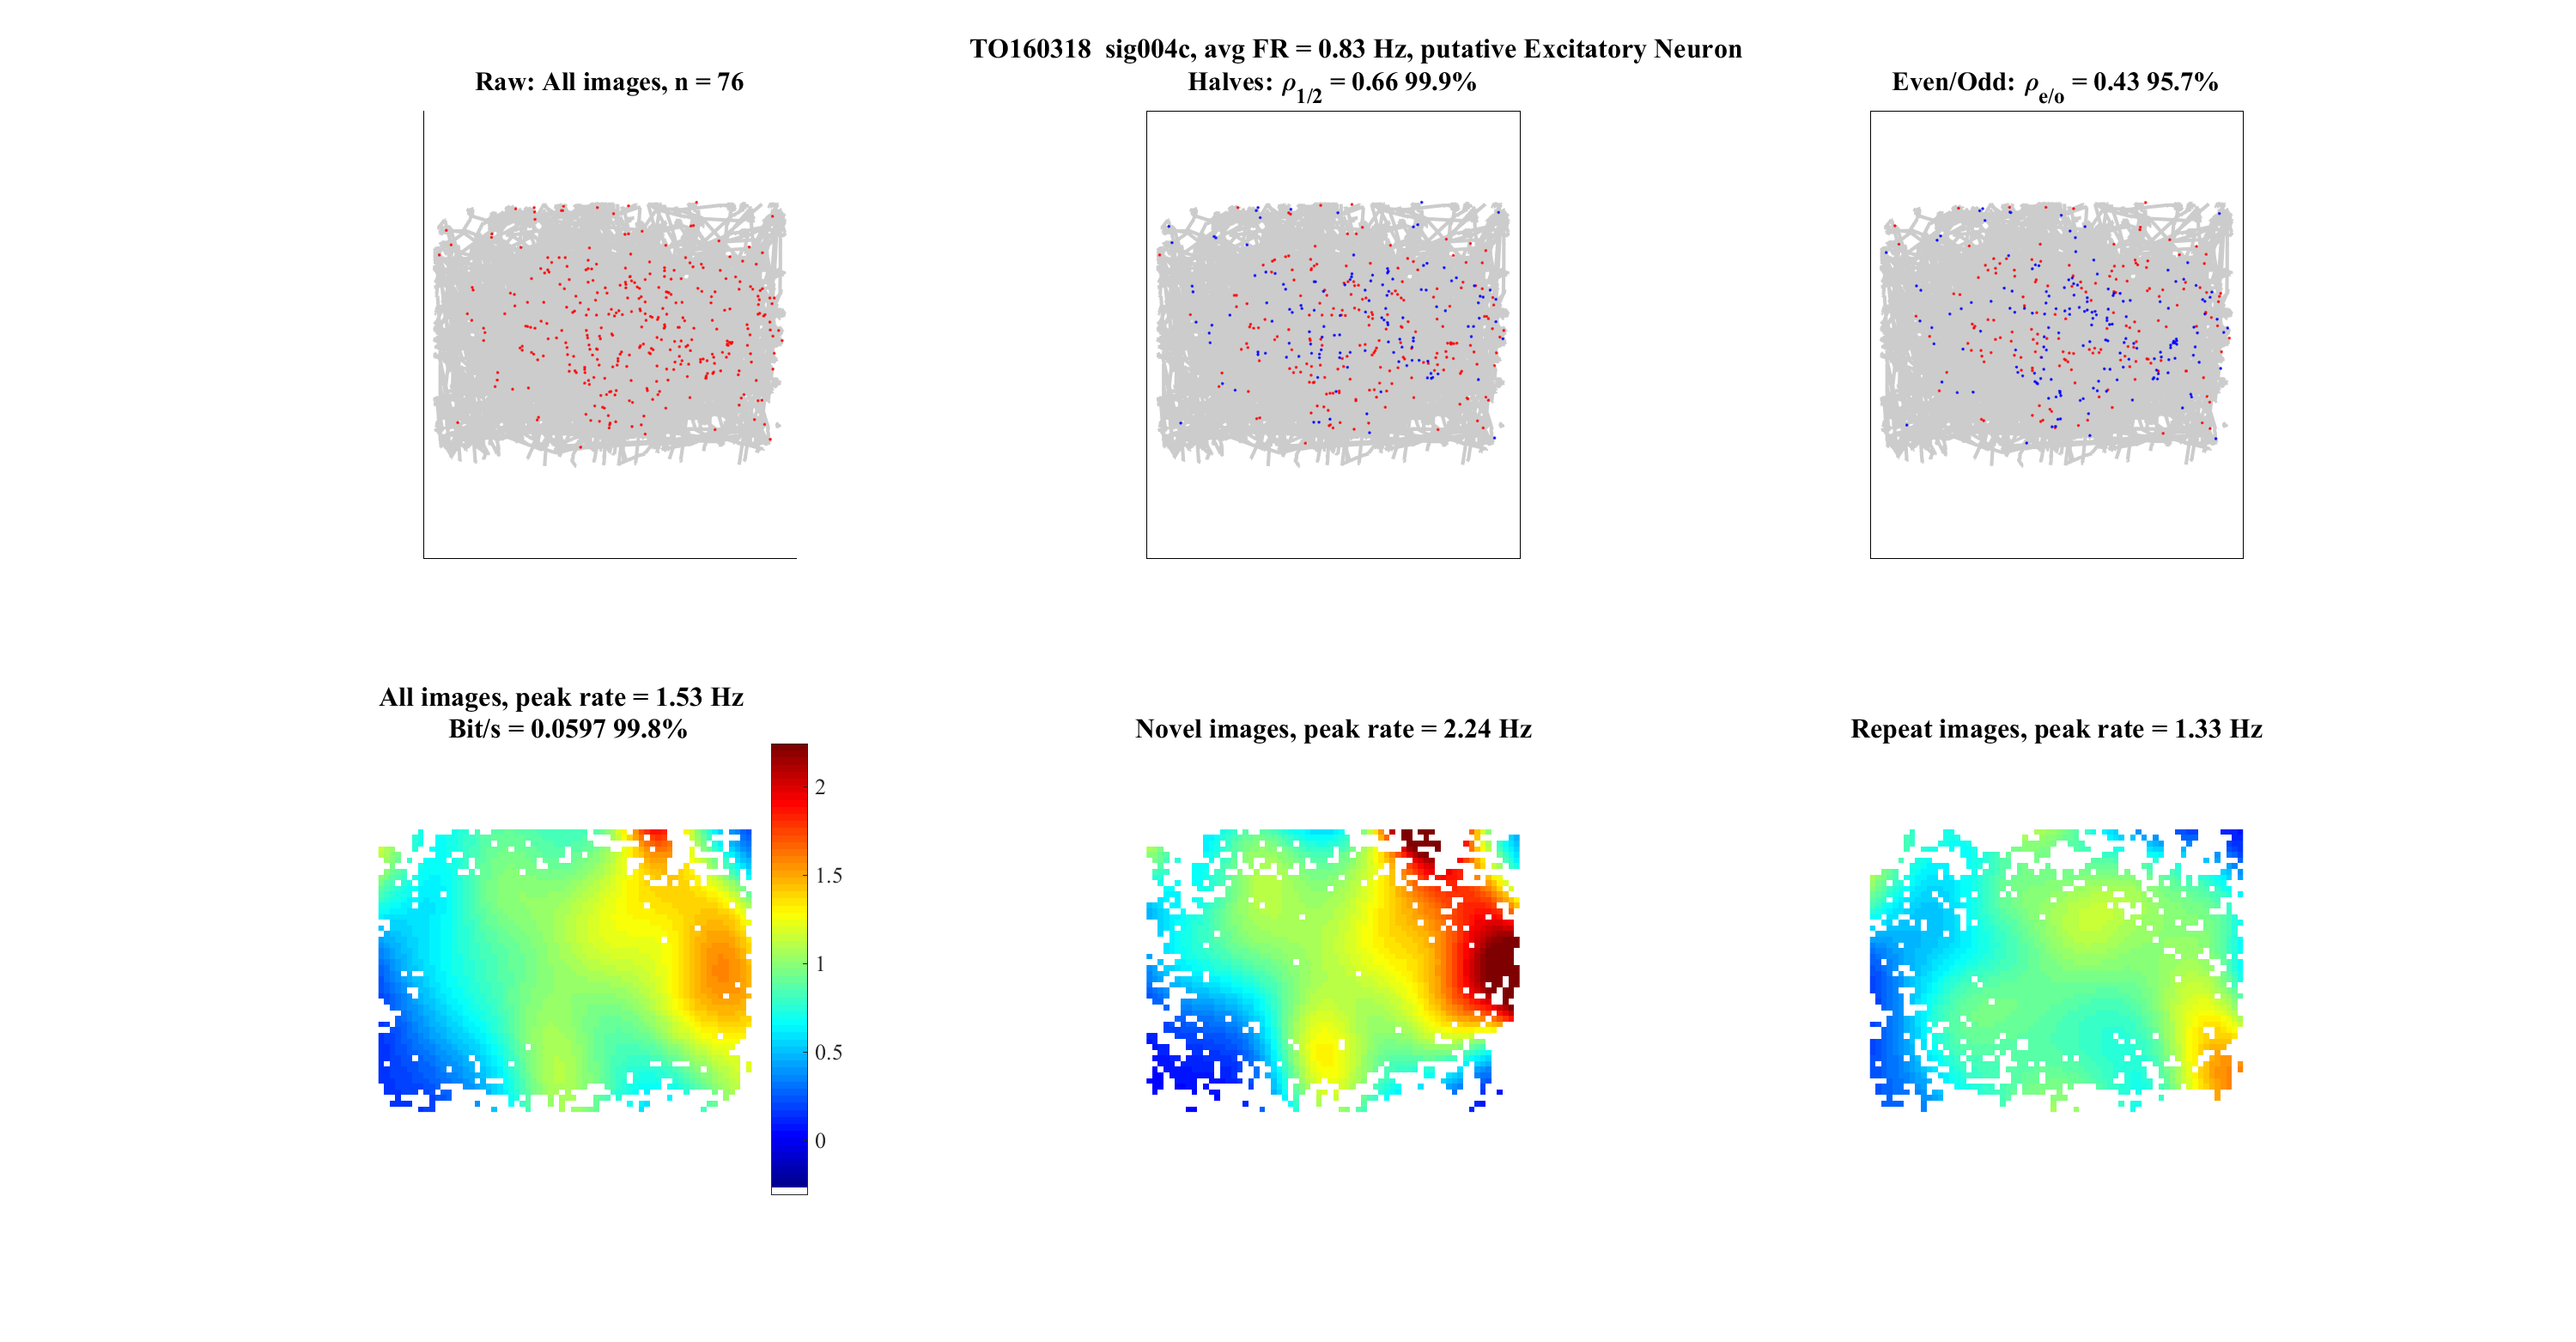 TO160318  sig004c, avg FR = 0.83 Hz, putative Excitatory Neuron
Raw: All images, n = 76
Halves: ρ1/2 = 0.66 99.9%
Even/Odd: ρe/o = 0.43 95.7%
All images, peak rate = 1.53 Hz
Bit/s = 0.0597 99.8%
Novel images, peak rate = 2.24 Hz
Repeat images, peak rate = 1.33 Hz
2
1.5
1
0.5
0